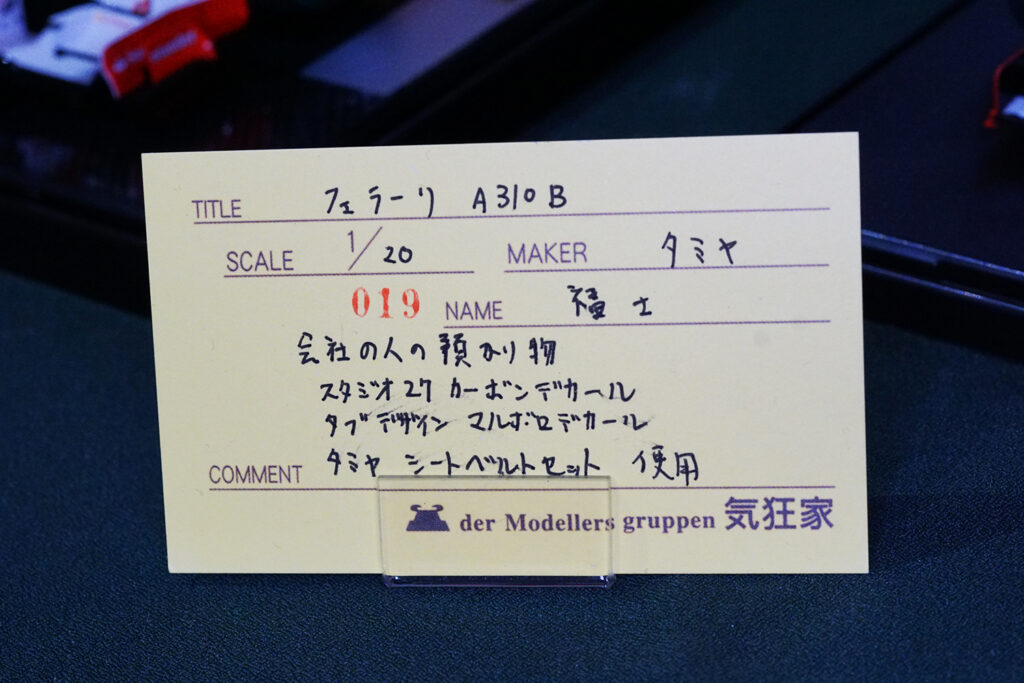 TITLE フェラーリ A310B
SCALE 1/20 MAKER タミヤ
019 NAME 福士
会社の人の預かり物
スタジオ27 カーボンデカール
タブデザイン マルボロデカール
COMMENT タミヤ シートベルトセット 使用
der Modellers gruppen 気狂家